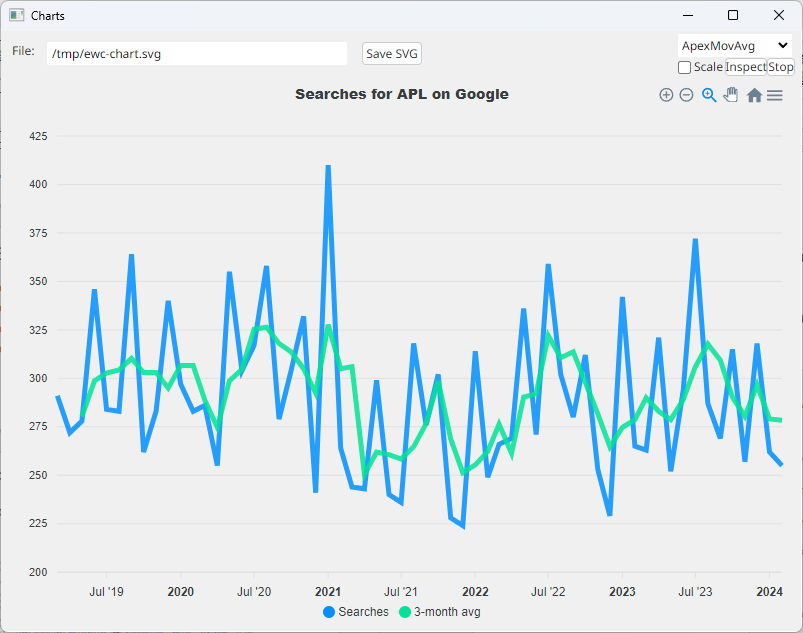 Charts
File: /tmp/ewc-chart.svg Save SVG ApexMovAvg
Scale Inspect Stop
Searches for APL on Google
425
400
375
350
325
300
275
250
225
200
Jul '19 2020 Jul '20 2021 Jul '21 2022 Jul '22 2023 Jul '23 2024
Searches 3-month avg